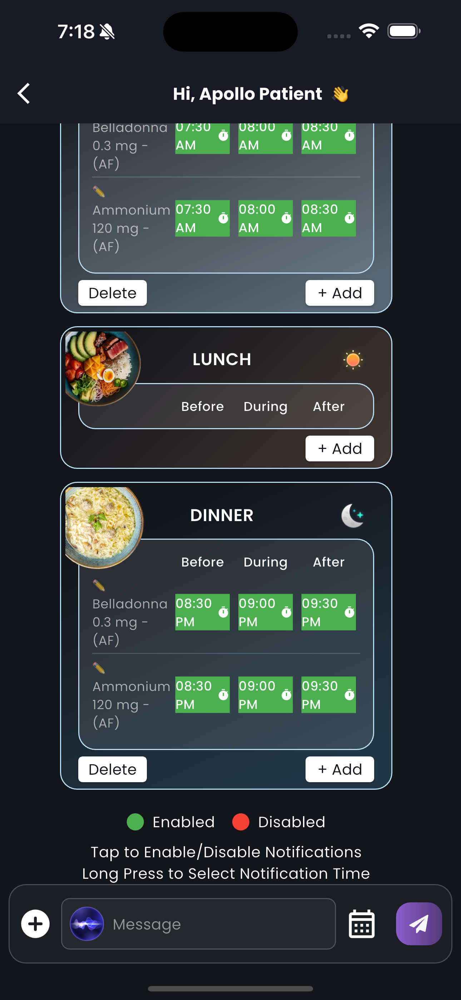 7:18
Hi, Apollo Patient 👋
Belladonna 0.3 mg - (AF)
07:30 AM
08:00 AM
08:30 AM
✏️
Ammonium 120 mg - (AF)
07:30 AM
08:00 AM
08:30 AM
Delete
+ Add
LUNCH
Before During After
+ Add
DINNER
Before During After
✏️
Belladonna 0.3 mg - (AF)
08:30 PM
09:00 PM
09:30 PM
✏️
Ammonium 120 mg - (AF)
08:30 PM
09:00 PM
09:30 PM
Delete
+ Add
Enabled Disabled
Tap to Enable/Disable Notifications
Long Press to Select Notification Time
Message